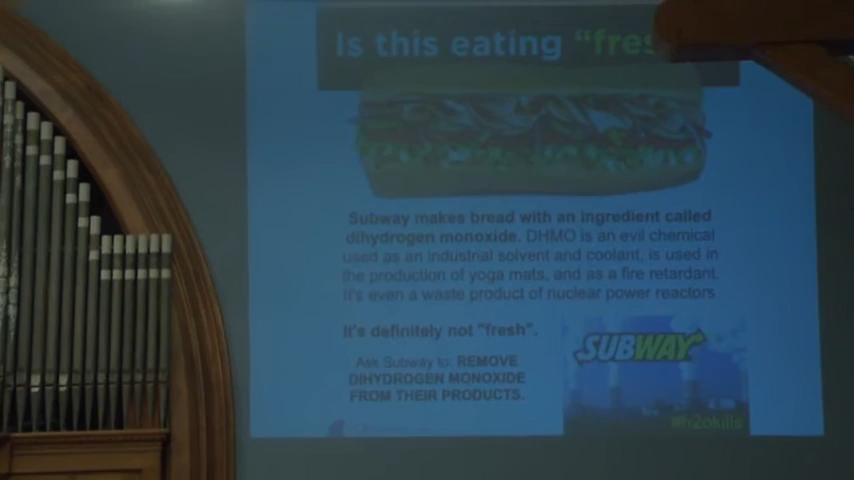 Is this eating "fres
Subway makes bread with an ingredient called
dihydrogen monoxide. DHMO is an evil chemical
used as an industrial solvent and coolant, is used in
the production of yoga mats, and as a fire retardant.
It's even a waste product of nuclear power reactors
It's definitely not "fresh".
Ask Subway to: REMOVE
DIHYDROGEN MONOXIDE
FROM THEIR PRODUCTS.
SUBWAY
#h2okills